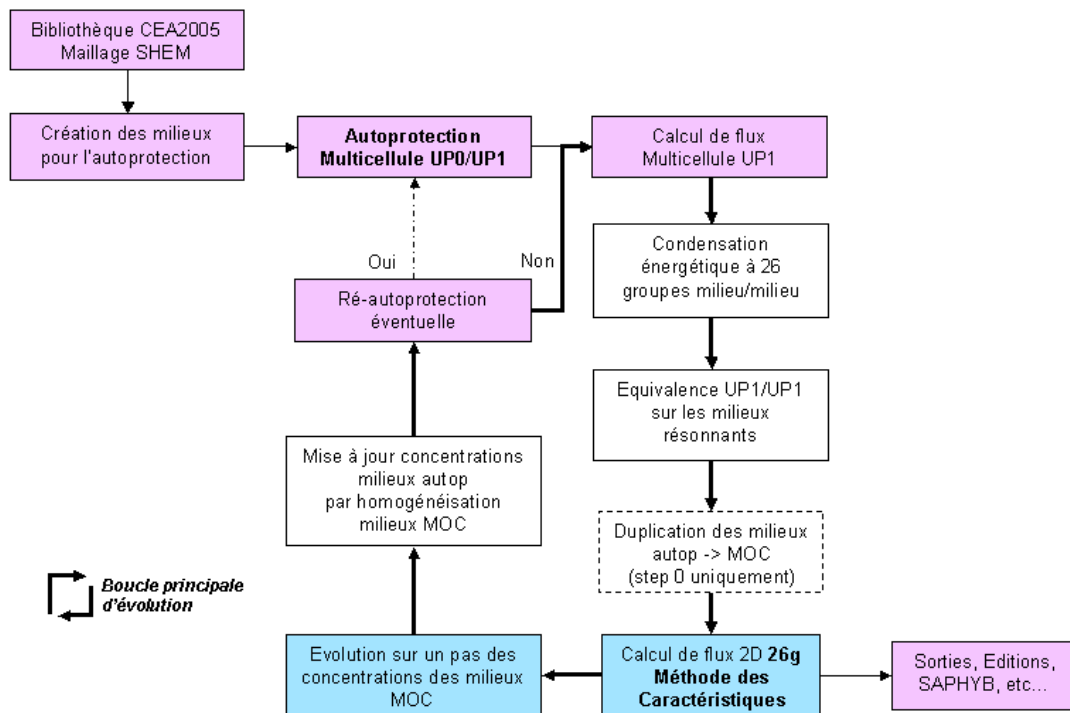 Bibliothèque CEA2005
Maillage SHEM
Création des milieux
pour l'autoprotection
Autoprotection
Multicellule UP0/UP1
Calcul de flux
Multicellule UP1
Condensation
énergétique à 26
groupes milieu/milieu
Oui
Non
Ré-autoprotection
éventuelle
Equivalence UP1/UP1
sur les milieux
résonnants
Mise à jour concentrations
milieux autop
par homogénéisation
milieux MOC
Duplication des milieux
autop -> MOC
(step 0 uniquement)
Boucle principale
d'évolution
Evolution sur un pas des
concentrations des milieux
MOC
Calcul de flux 2D 26g
Méthode des
Caractéristiques
Sorties, Editions,
SAPHYB, etc...